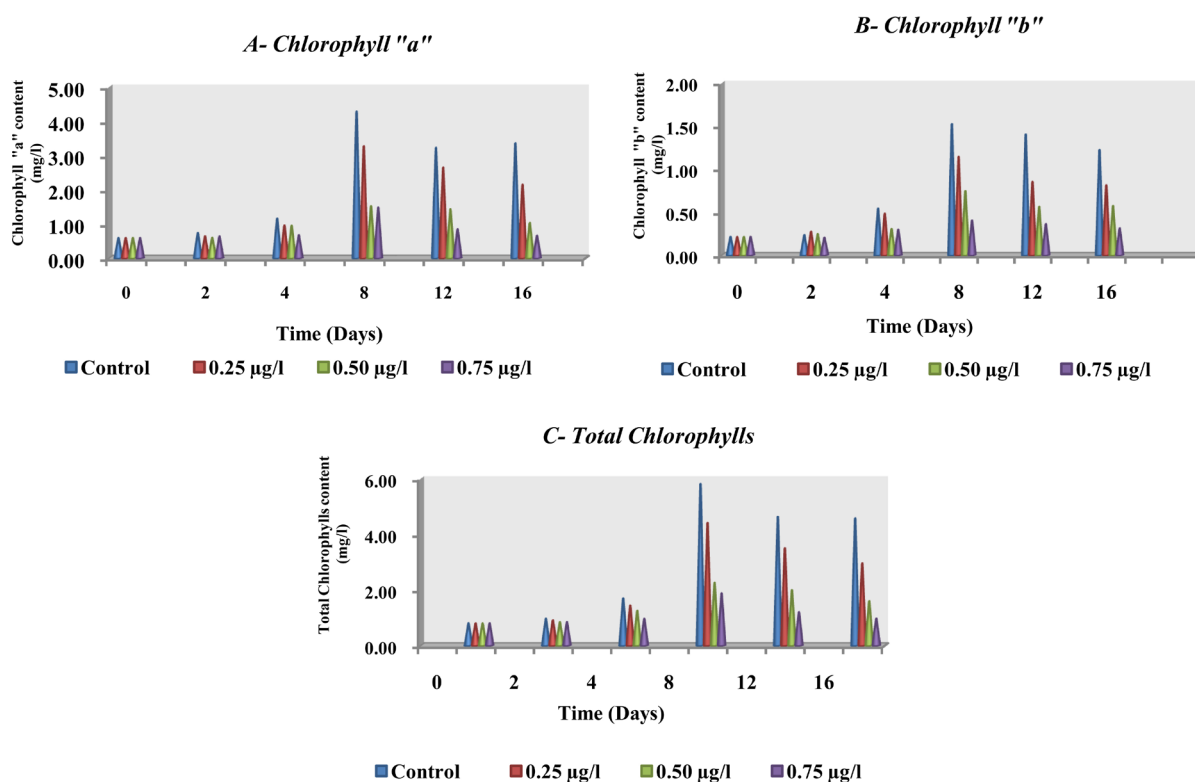 A- Chlorophyll "a"
Chlorophyll "a" content
(mg/l)
5.00
4.00
3.00
2.00
1.00
0.00
0 2 4 8 12 16
Time (Days)
Control 0.25 µg/l 0.50 µg/l 0.75 µg/l
B- Chlorophyll "b"
Chlorophyll "b" content
(mg/l)
2.00
1.50
1.00
0.50
0.00
0 2 4 8 12 16
Time (Days)
Control 0.25 µg/l 0.50 µg/l 0.75 µg/l
C- Total Chlorophylls
Total Chlorophylls content
(mg/l)
6.00
4.00
2.00
0.00
0 2 4 8 12 16
Time (Days)
Control 0.25 µg/l 0.50 µg/l 0.75 µg/l